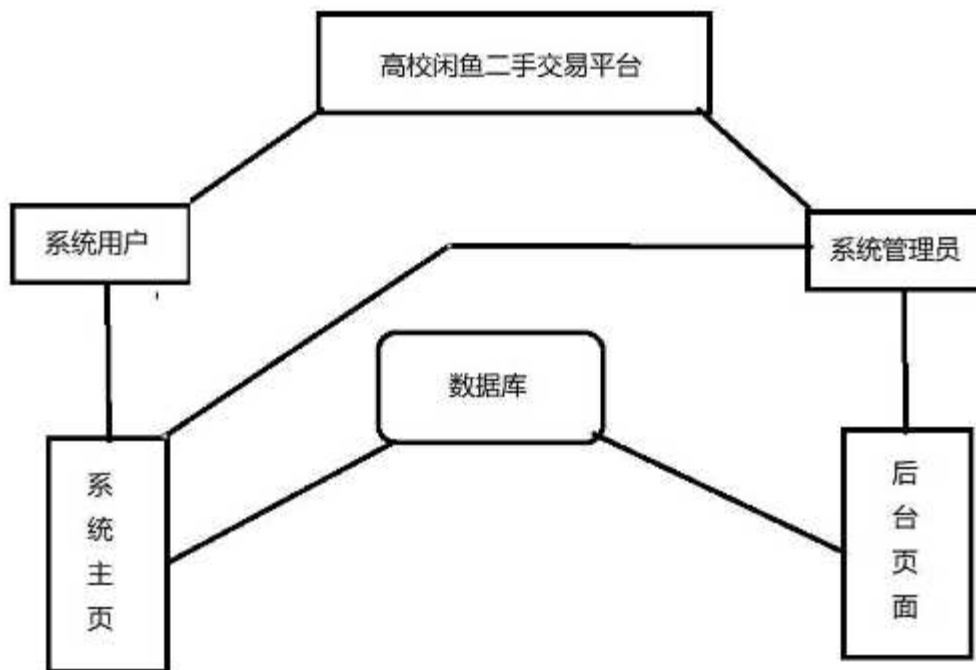 高校闲鱼二手交易平台
系统用户
系统管理员
数据库
系统主页
后台页面